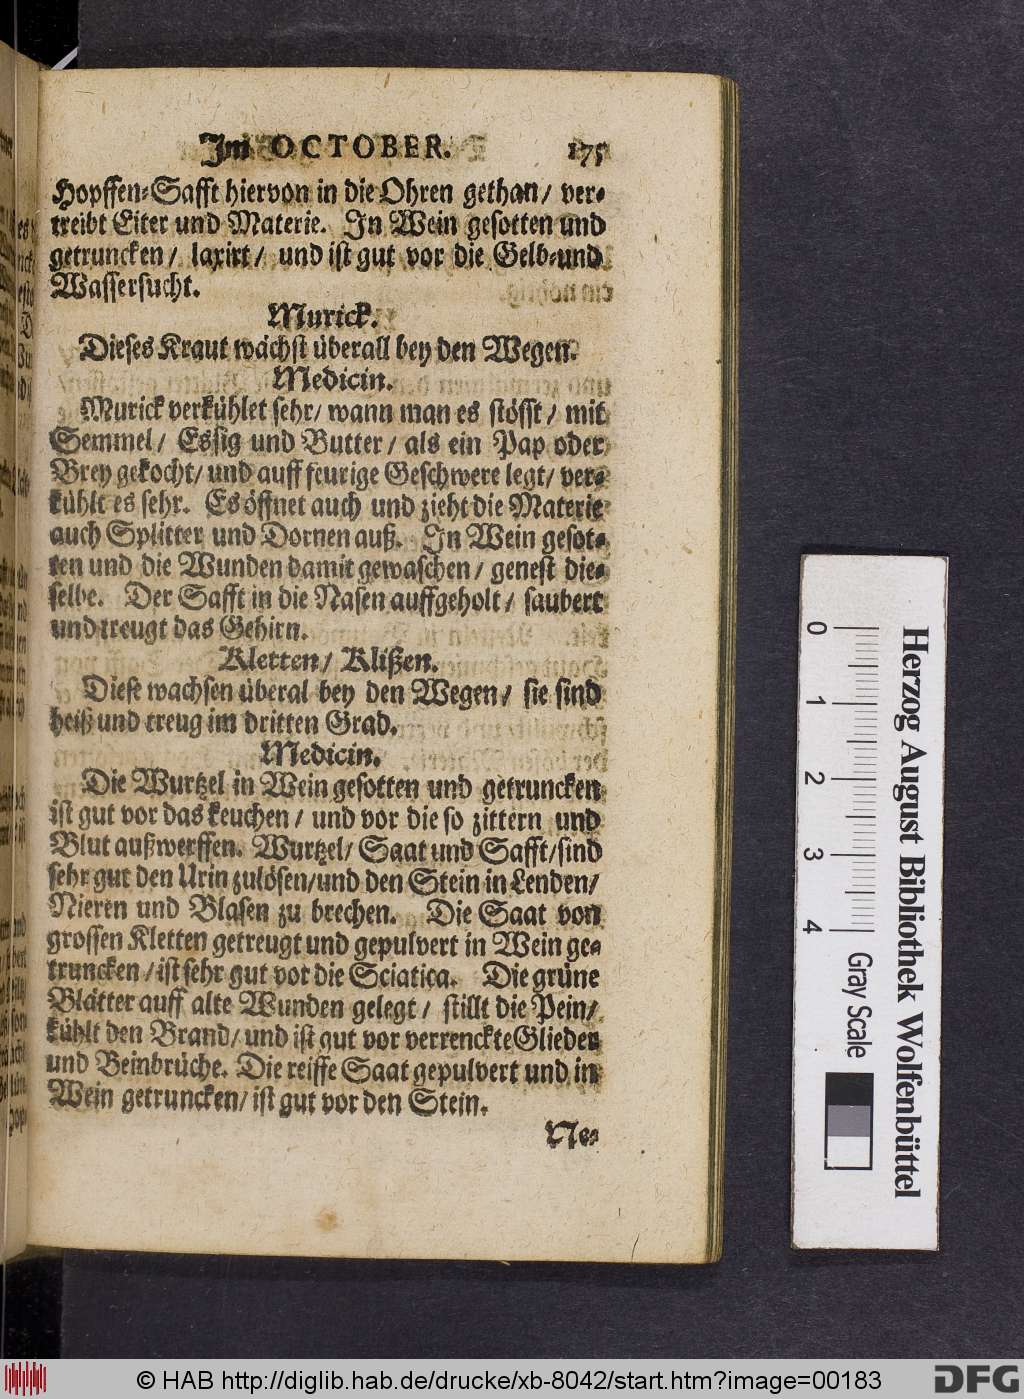 Im OCTOBER. 175
Hopffen-Safft hiervon in die Ohren gethan/ ver-
treibt Eiter und Materie. In Wein gesotten und
getruncken/ laxirt/ und ist gut vor die Gelb-und
Wassersucht.
Murick.
Dieses Kraut wächst überall bey den Wegen.
Medicin.
Murick verkühlet sehr/ wann man es stösst/ mit
Semmel/ Essig und Butter/ als ein Pap oder
Brey gekocht/ und auff feurige Geschwere legt/ ver-
kühlt es sehr. Es öffnet auch und zieht die Materie
auch Splitter und Dornen auß. In Wein gesot-
ten und die Wunden damit gewaschen/ genest die-
selbe. Der Safft in die Nasen auffgeholt/ saubert
und treugt das Gehirn.
Kletten/ Klißen.
Diese wachsen überal bey den Wegen/ sie sind
heiß und treug im dritten Grad.
Medicin.
Die Wurtzel in Wein gesotten und getruncken
ist gut vor das keuchen/ und vor die so zittern und
Blut außwerffen. Wurtzel/ Saat und Safft/ sind
sehr gut den Urin zulösen/ und den Stein in Lenden/
Nieren und Blasen zu brechen. Die Saat von
grossen Kletten getreugt und gepulvert in Wein ge-
truncken/ ist sehr gut vor die Sciatica. Die grüne
Blätter auff alte Wunden gelegt/ stillt die Pein/
kühlt den Brand/ und ist gut vor verrenckte Glieder
und Beinbrüche. Die reiffe Saat gepulvert und in
Wein getruncken/ ist gut vor den Stein.
Ne-
0 1 2 3 4
Gray Scale
Herzog August Bibliothek Wolfenbüttel
© HAB http://diglib.hab.de/drucke/xb-8042/start.htm?image=00183
DFG